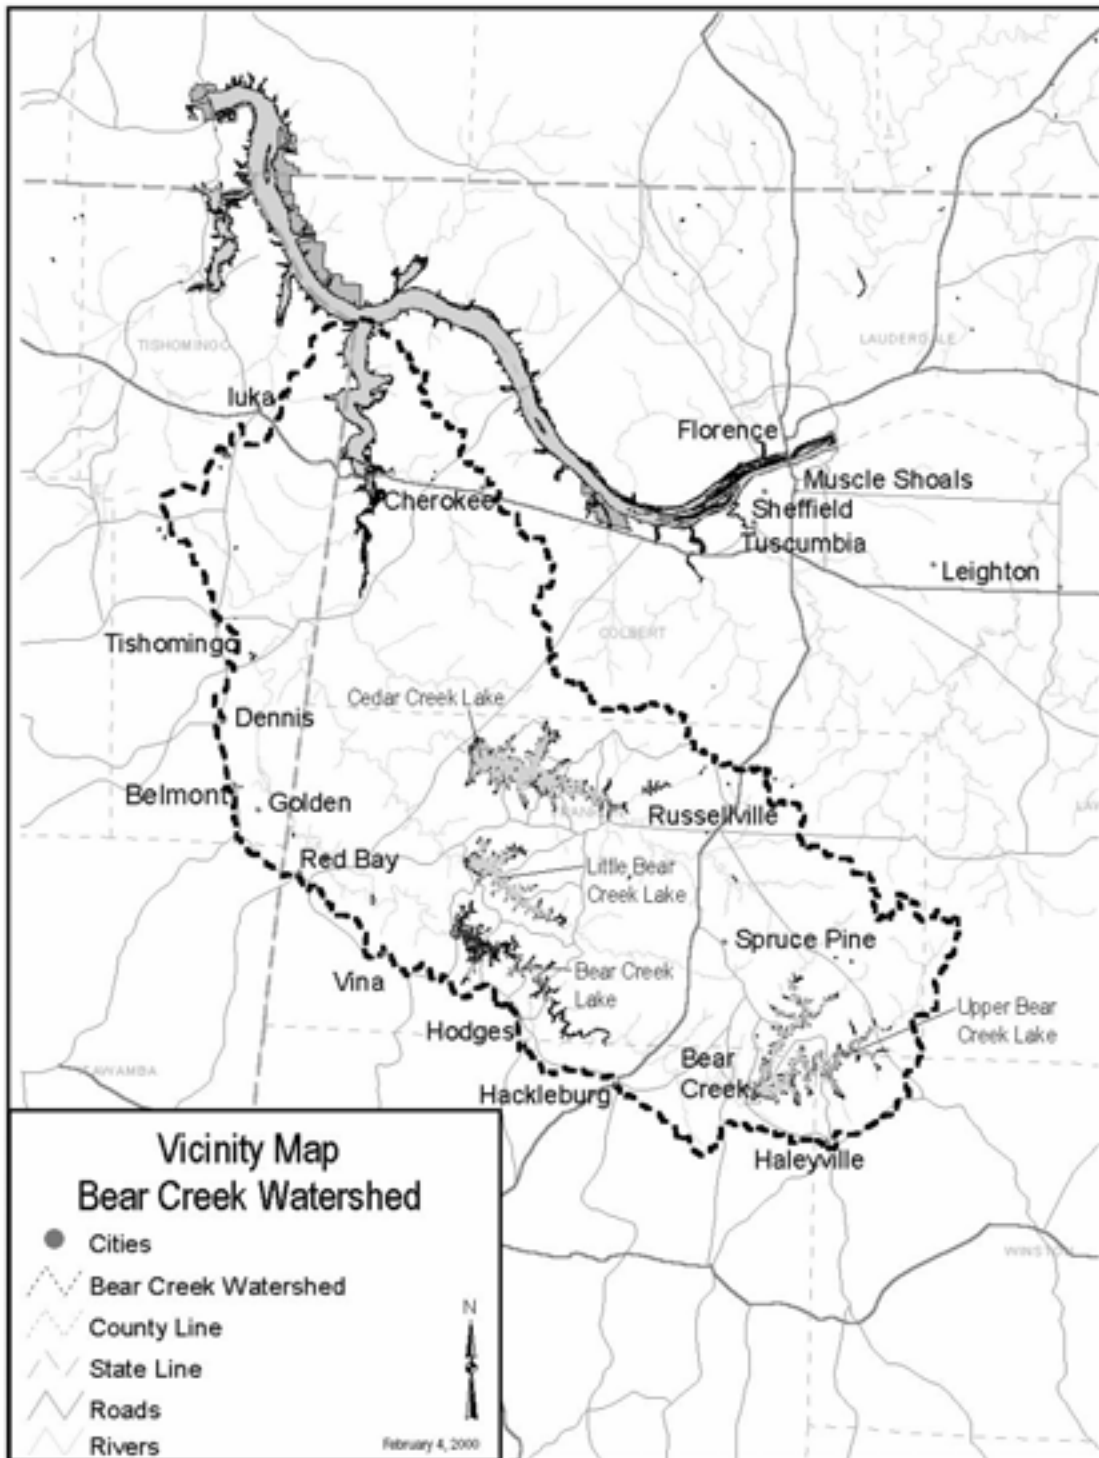 TISHOMINGO
LAUDERDALE
Iuka
Florence
Muscle Shoals
Cherokee
Sheffield
Tuscumbia
Leighton
COLBERT
Tishomingo
Cedar Creek Lake
Dennis
Belmont
Golden
Russellville
Red Bay
Little Bear
Creek Lake
Spruce Pine
Vina
Bear Creek
Lake
Upper Bear
Creek Lake
Hodges
Bear
Creek
Hackleburg
Haleyville
WINSTON
Vicinity Map
Bear Creek Watershed
Cities
Bear Creek Watershed
County Line
State Line
Roads
Rivers
N
February 4, 2000